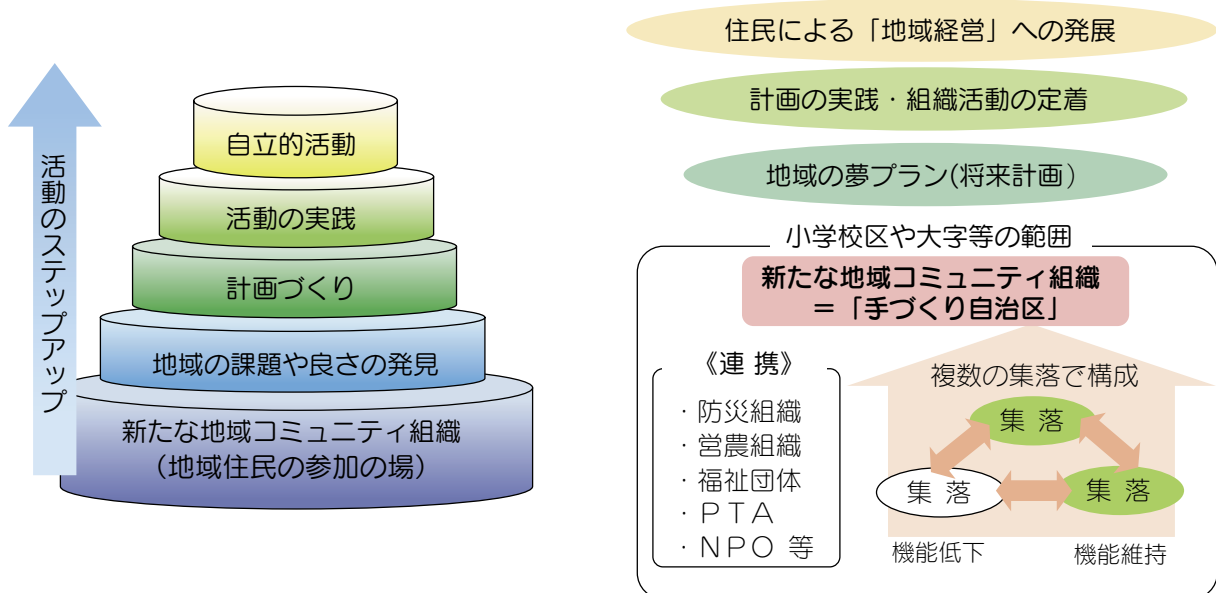 活動のステップアップ
自立的活動
活動の実践
計画づくり
地域の課題や良さの発見
新たな地域コミュニティ組織
（地域住民の参加の場）
住民による「地域経営」への発展
計画の実践・組織活動の定着
地域の夢プラン(将来計画）
小学校区や大字等の範囲
新たな地域コミュニティ組織
＝「手づくり自治区」
《連 携》
・防災組織
・営農組織
・福祉団体
・ＰＴＡ
・ＮＰＯ 等
複数の集落で構成
集 落
集 落
集 落
機能低下
機能維持